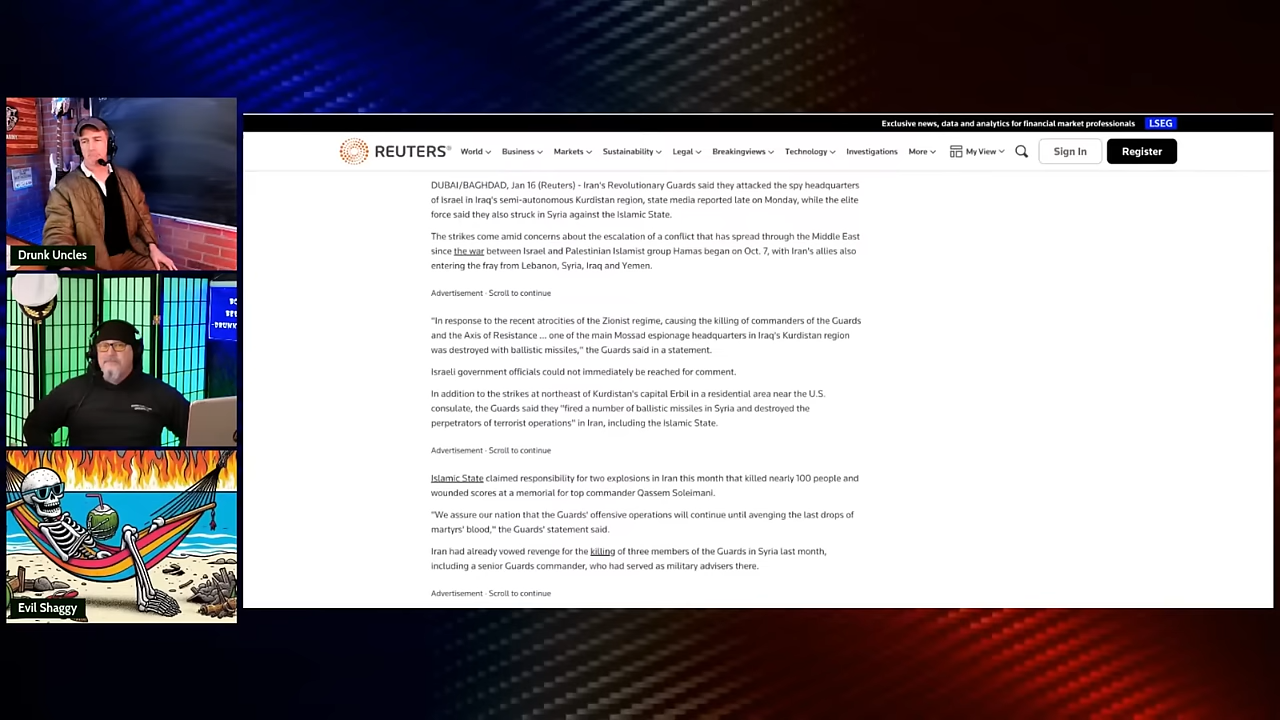 Exclusive news, data and analytics for financial market professionals LSEG
REUTERS® World Business Markets Sustainability Legal Breakingviews Technology Investigations More My View Sign In Register
DUBAI/BAGHDAD, Jan 16 (Reuters) - Iran's Revolutionary Guards said they attacked the spy headquarters
of Israel in Iraq's semi-autonomous Kurdistan region, state media reported late on Monday, while the elite
force said they also struck in Syria against the Islamic State.
The strikes come amid concerns about the escalation of a conflict that has spread through the Middle East
since the war between Israel and Palestinian Islamist group Hamas began on Oct. 7, with Iran's allies also
entering the fray from Lebanon, Syria, Iraq and Yemen.
Advertisement · Scroll to continue
"In response to the recent atrocities of the Zionist regime, causing the killing of commanders of the Guards
and the Axis of Resistance ... one of the main Mossad espionage headquarters in Iraq's Kurdistan region
was destroyed with ballistic missiles," the Guards said in a statement.
Israeli government officials could not immediately be reached for comment.
In addition to the strikes at northeast of Kurdistan's capital Erbil in a residential area near the U.S.
consulate, the Guards said they "fired a number of ballistic missiles in Syria and destroyed the
perpetrators of terrorist operations" in Iran, including the Islamic State.
Advertisement · Scroll to continue
Islamic State claimed responsibility for two explosions in Iran this month that killed nearly 100 people and
wounded scores at a memorial for top commander Qassem Soleimani.
"We assure our nation that the Guards' offensive operations will continue until avenging the last drops of
martyrs' blood," the Guards' statement said.
Iran had already vowed revenge for the killing of three members of the Guards in Syria last month,
including a senior Guards commander, who had served as military advisers there.
Advertisement · Scroll to continue
Drunk Uncles
Evil Shaggy